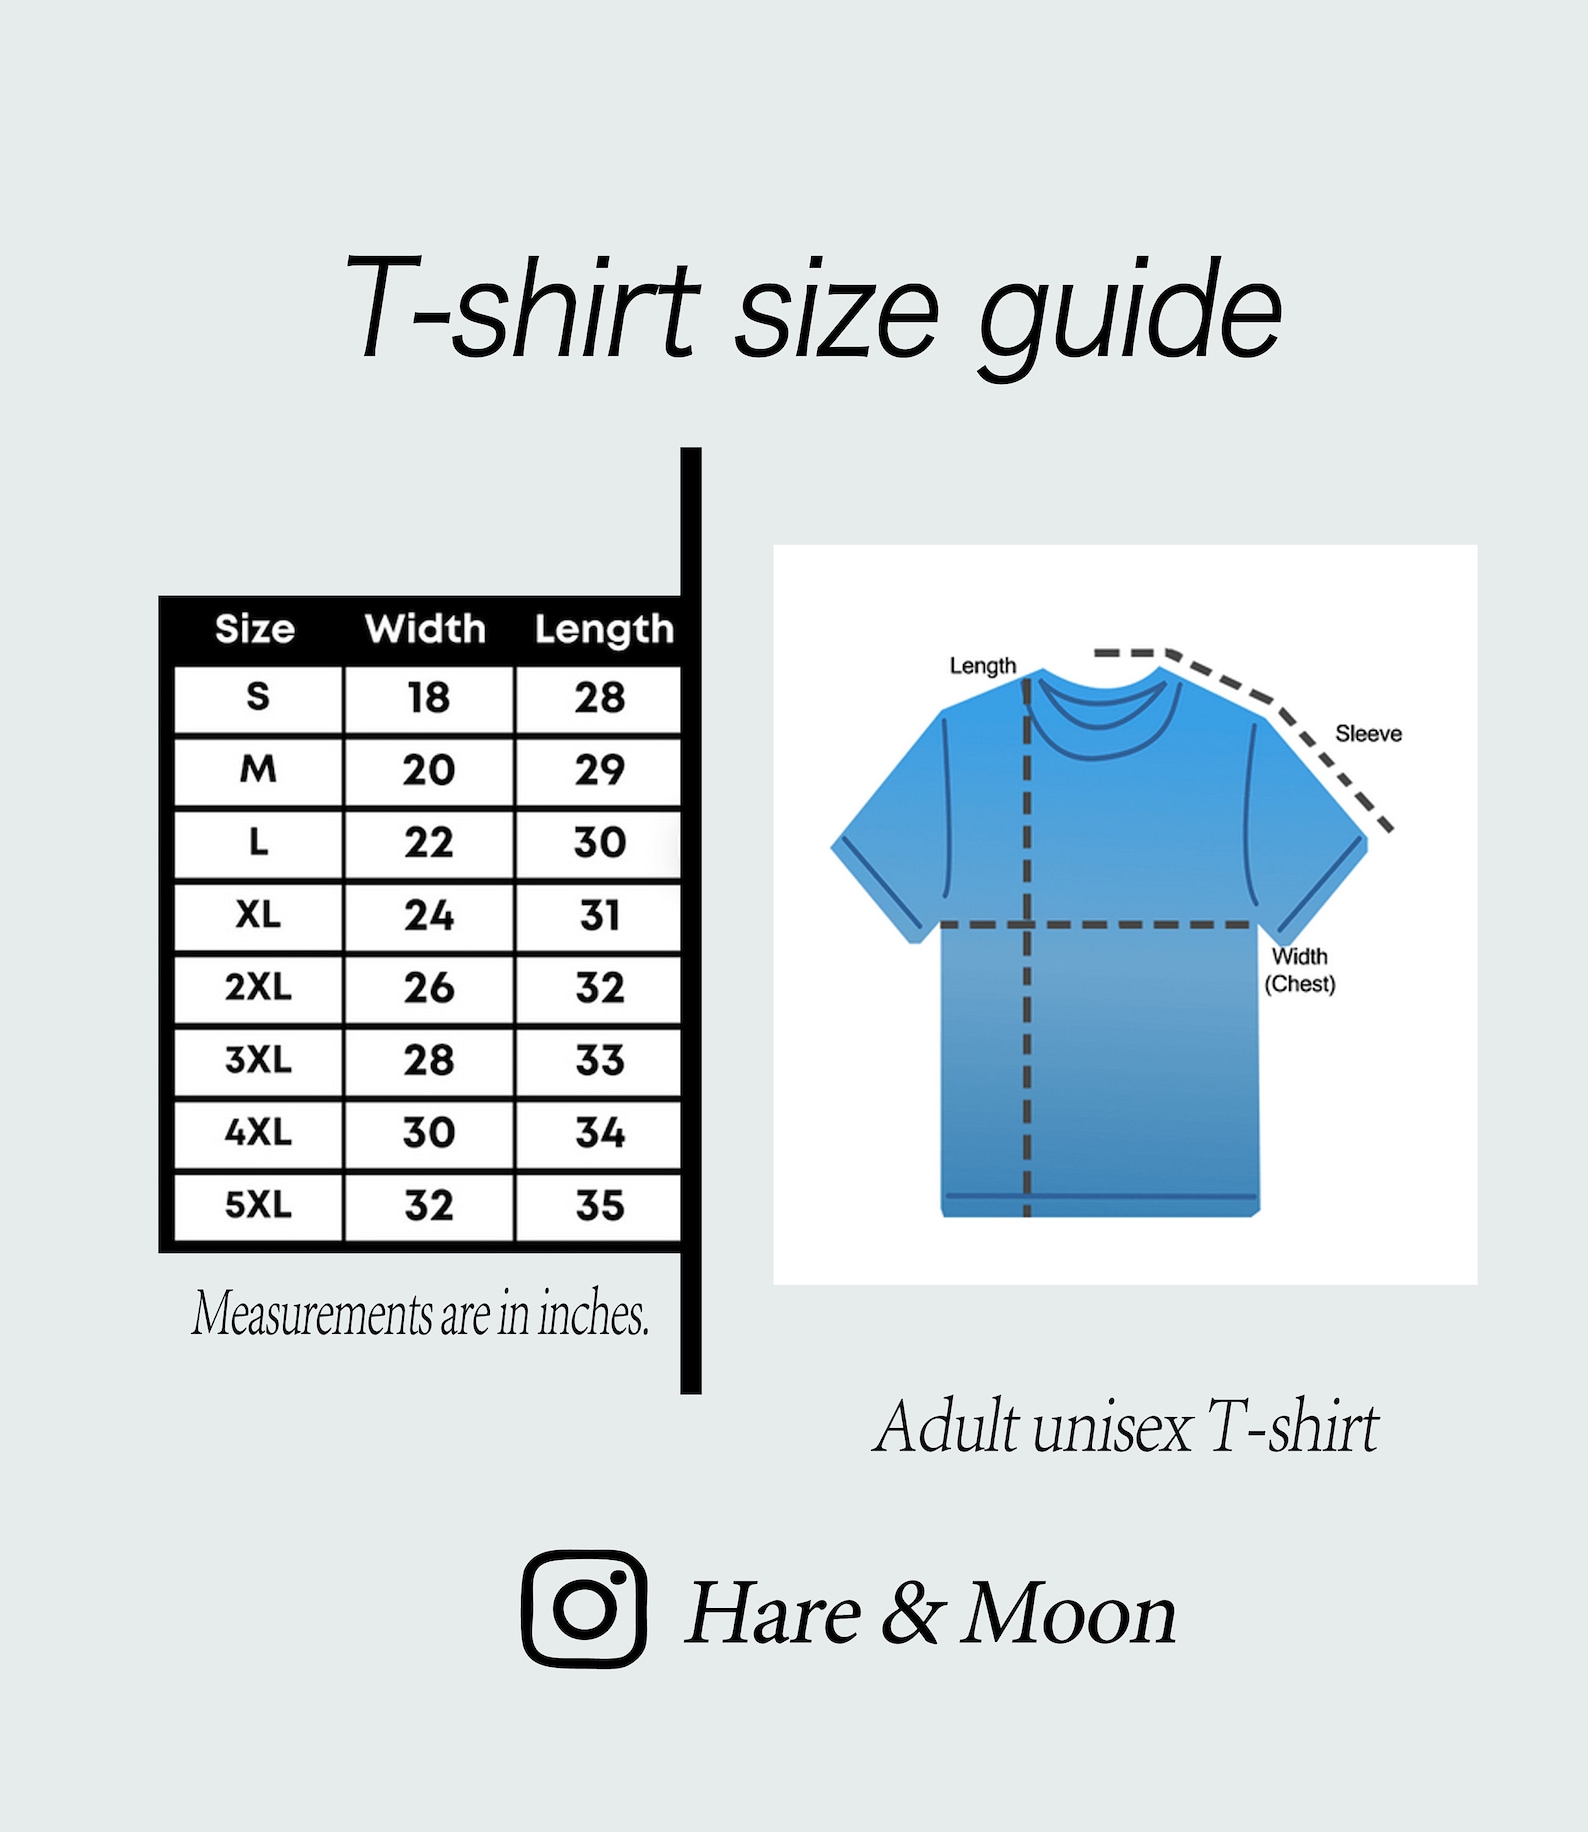 T-shirt size guide
Size Width Length
S 18 28
M 20 29
L 22 30
XL 24 31
2XL 26 32
3XL 28 33
4XL 30 34
5XL 32 35
Measurements are in inches.
Length
Sleeve
Width
(Chest)
Adult unisex T-shirt
Hare & Moon